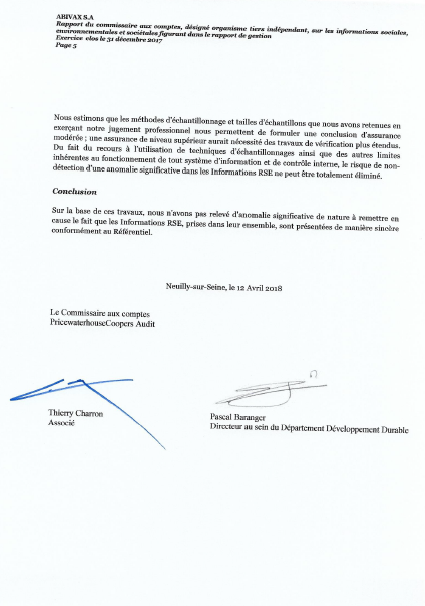 ABIVAX S.A
Rapport du commissaire aux comptes, désigné organisme tiers indépendant, sur les informations sociales,
environnementales et sociétales figurant dans le rapport de gestion
Exercice clos le 31 décembre 2017
Page 5
Nous estimons que les méthodes d'échantillonnage et tailles d'échantillons que nous avons retenues en
exerçant notre jugement professionnel nous permettent de formuler une conclusion d'assurance
modérée ; une assurance de niveau supérieur aurait nécessité des travaux de vérification plus étendus.
Du fait du recours à l'utilisation de techniques d'échantillonnages ainsi que des autres limites
inhérentes au fonctionnement de tout système d'information et de contrôle interne, le risque de non-
détection d'une anomalie significative dans les Informations RSE ne peut être totalement éliminé.
Conclusion
Sur la base de ces travaux, nous n'avons pas relevé d'anomalie significative de nature à remettre en
cause le fait que les Informations RSE, prises dans leur ensemble, sont présentées de manière sincère
conformément au Référentiel.
Neuilly-sur-Seine, le 12 Avril 2018
Le Commissaire aux comptes
PricewaterhouseCoopers Audit
Thierry Charron
Associé
Pascal Baranger
Directeur au sein du Département Développement Durable